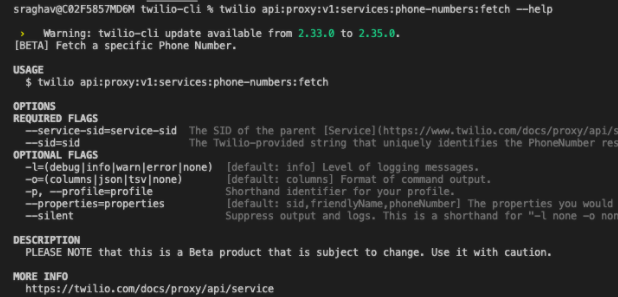 sraghav@C02F5857MD6M twilio-cli % twilio api:proxy:v1:services:phone-numbers:fetch --help
› Warning: twilio-cli update available from 2.33.0 to 2.35.0.
[BETA] Fetch a specific Phone Number.
USAGE
$ twilio api:proxy:v1:services:phone-numbers:fetch
OPTIONS
REQUIRED FLAGS
--service-sid=service-sid The SID of the parent [Service](https://www.twilio.com/docs/proxy/api/s
--sid=sid The Twilio-provided string that uniquely identifies the PhoneNumber res
OPTIONAL FLAGS
-l=(debug|info|warn|error|none) [default: info] Level of logging messages.
-o=(columns|json|tsv|none) [default: columns] Format of command output.
-p, --profile=profile Shorthand identifier for your profile.
--properties=properties [default: sid,friendlyName,phoneNumber] The properties you would
--silent Suppress output and logs. This is a shorthand for "-l none -o non
DESCRIPTION
PLEASE NOTE that this is a Beta product that is subject to change. Use it with caution.
MORE INFO
https://twilio.com/docs/proxy/api/service